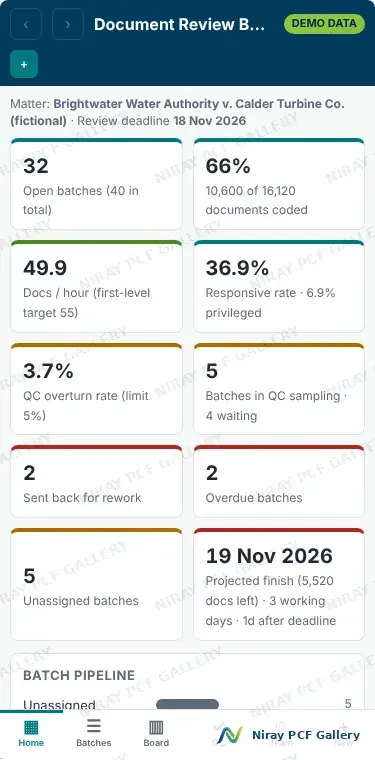 Document Review B...
DEMO DATA
Matter: Brightwater Water Authority v. Calder Turbine Co.
(fictional) · Review deadline 18 Nov 2026
32
Open batches (40 in
total)
66%
10,600 of 16,120
documents coded
49.9
Docs / hour (first-level
target 55)
36.9%
Responsive rate · 6.9%
privileged
3.7%
QC overturn rate (limit
5%)
5
Batches in QC sampling ·
4 waiting
2
Sent back for rework
2
Overdue batches
5
Unassigned batches
19 Nov 2026
Projected finish (5,520
docs left) · 3 working
days · 1d after deadline
BATCH PIPELINE
Unassigned
5
Home
Batches
Board
Niray PCF Gallery
NIRAY PCF GALLERY